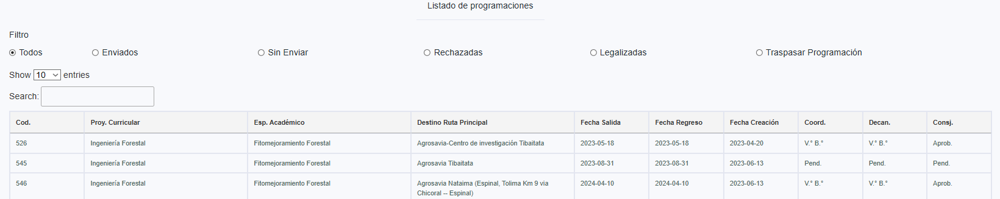 Listado de programaciones
Filtro
Todos Enviados Sin Enviar Rechazadas Legalizadas Traspasar Programación
Show 10 entries
Search:
Cod. Proy. Curricular Esp. Académico Destino Ruta Principal Fecha Salida Fecha Regreso Fecha Creación Coord. Decan. Consj.
526 Ingeniería Forestal Fitomejoramiento Forestal Agrosavia-Centro de investigación Tibaitata 2023-05-18 2023-05-18 2023-04-20 V.° B.° V.° B.° Aprob.
545 Ingeniería Forestal Fitomejoramiento Forestal Agrosavia Tibaitata 2023-08-31 2023-08-31 2023-06-13 Pend. Pend. Pend.
546 Ingeniería Forestal Fitomejoramiento Forestal Agrosavia Nataima (Espinal, Tolima Km 9 via 2024-04-10 2024-04-10 2023-06-13 V.° B.° V.° B.° Aprob.
Chicoral -- Espinal)